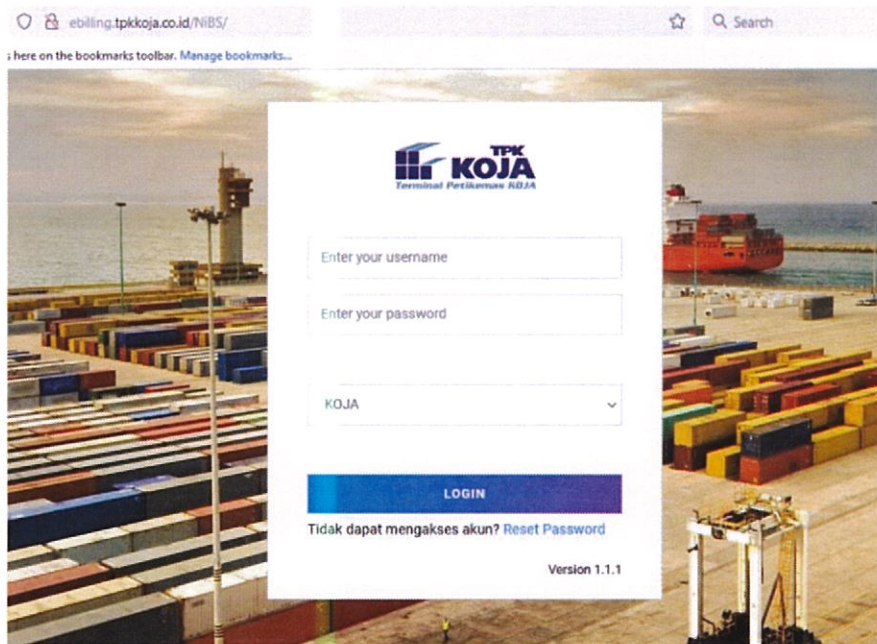 ebilling.tpkkoja.co.id/NiBS/
Search
s here on the bookmarks toolbar. Manage bookmarks...
TPK
KOJA
Terminal Petikemas KOJA
Enter your username
Enter your password
KOJA
LOGIN
Tidak dapat mengakses akun? Reset Password
Version 1.1.1